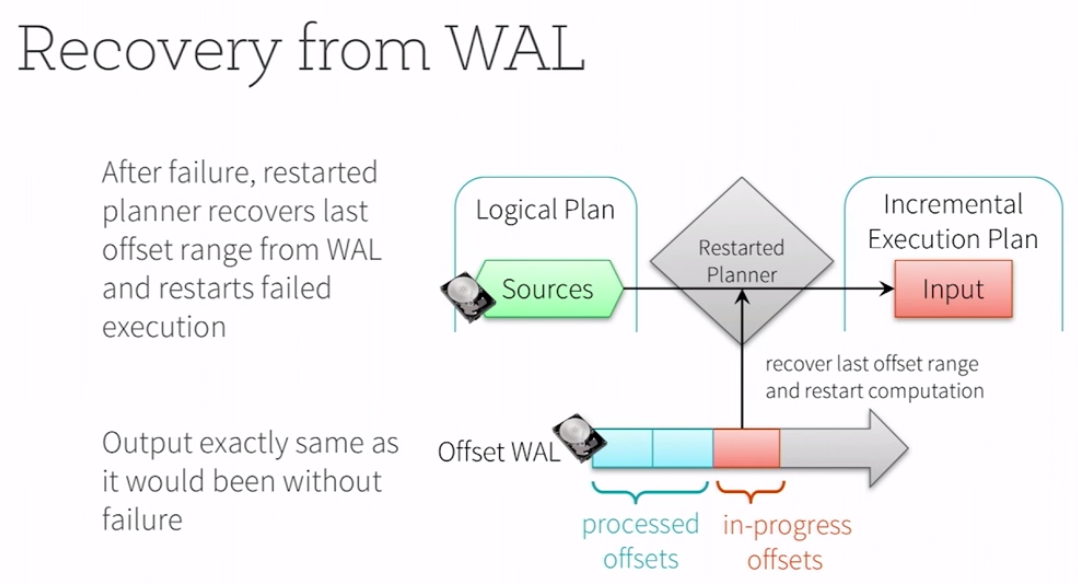 Recovery from WAL
After failure, restarted
planner recovers last
offset range from WAL
and restarts failed
execution
Output exactly same as
it would been without
failure
Logical Plan
Sources
Restarted
Planner
Incremental
Execution Plan
Input
recover last offset range
and restart computation
Offset WAL
processed
offsets
in-progress
offsets